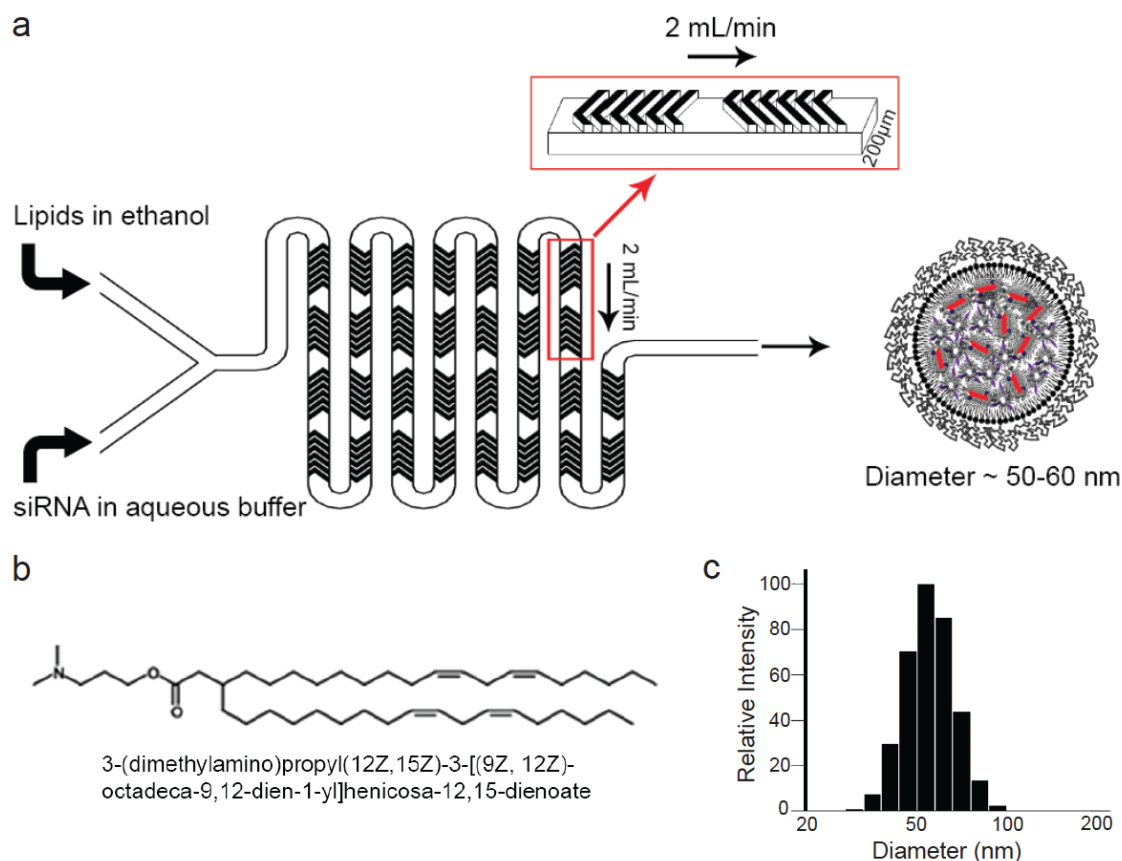 a
2 mL/min
200µm
Lipids in ethanol
2 mL/min
siRNA in aqueous buffer
Diameter ~ 50-60 nm
b
N
O
O
3-(dimethylamino)propyl(12Z,15Z)-3-[(9Z, 12Z)-
octadeca-9,12-dien-1-yl]henicosa-12,15-dienoate
c
Relative Intensity
100
80
60
40
20
0
20 50 100 200
Diameter (nm)